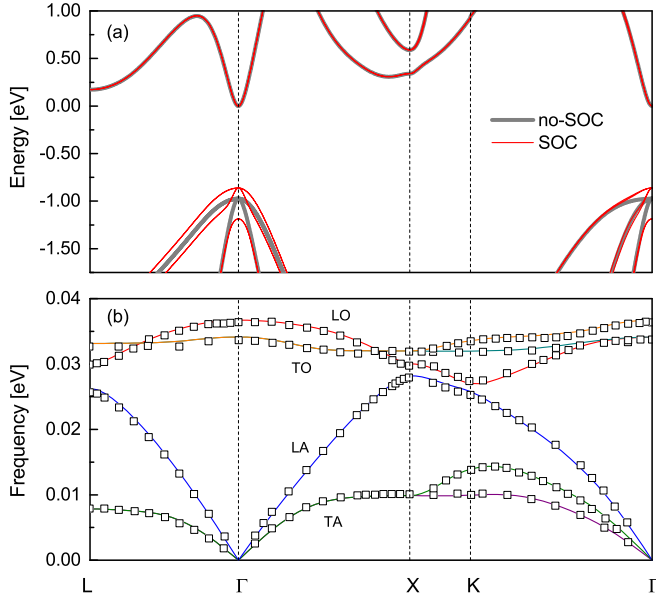 1.00
(a)
0.50
0.00
no-SOC
-0.50
SOC
-1.00
-1.50
Energy [eV]
0.04
(b)
LO
0.03
TO
0.02
LA
0.01
TA
0.00
Frequency [eV]
L Γ X K Γ